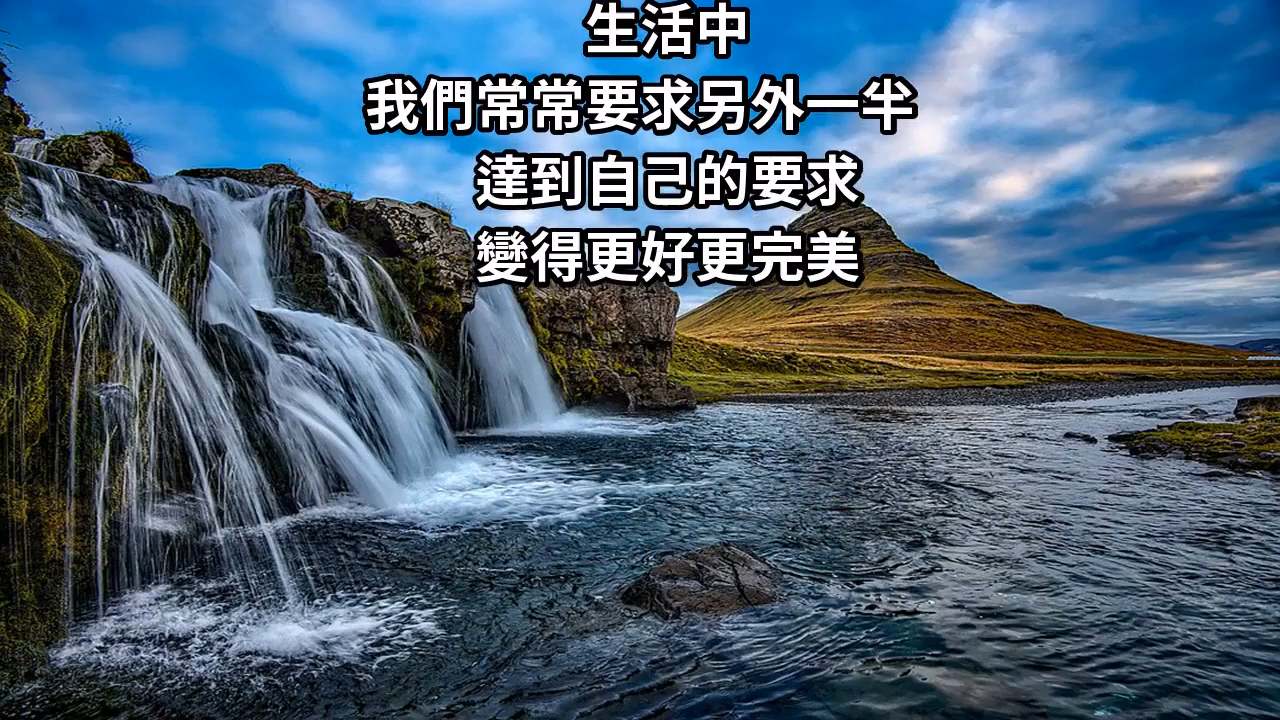 生活中
我們常常要求另外一半
達到自己的要求
變得更好更完美